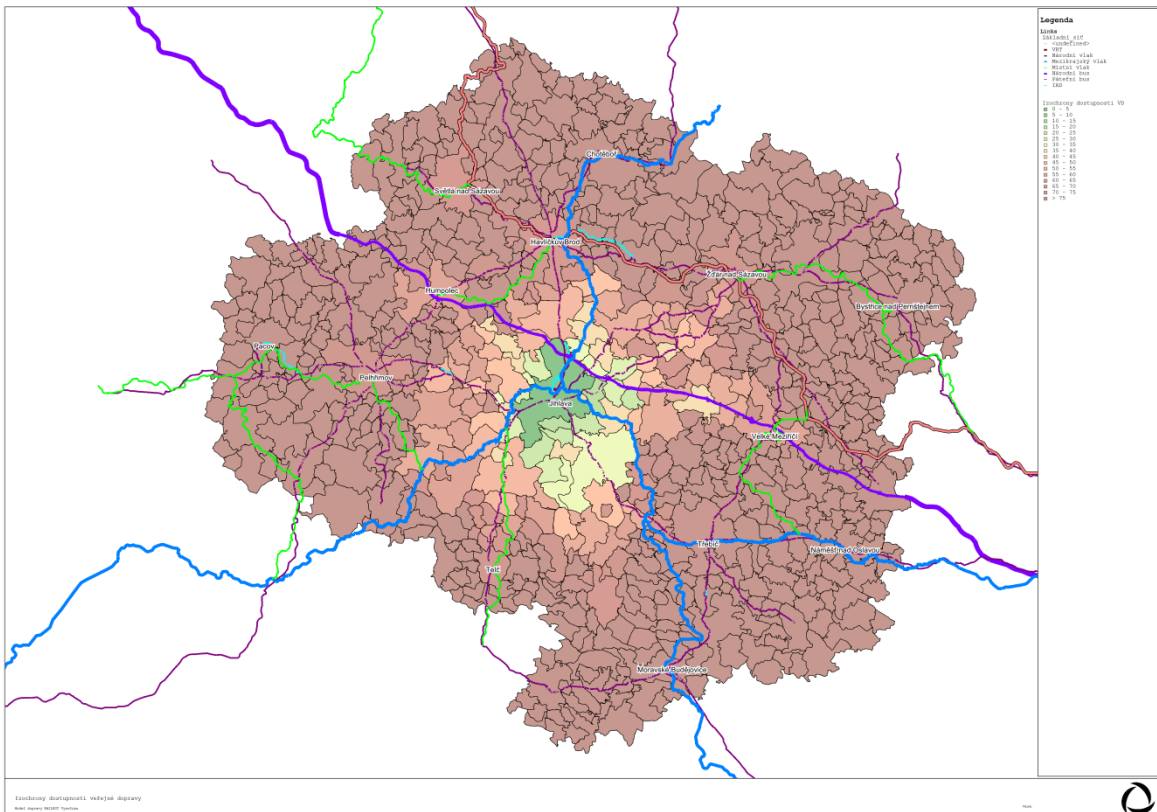 Chotěboř
Světlá nad Sázavou
Havlíčkův Brod
Žďár nad Sázavou
Humpolec
Bystřice nad Pernštejnem
Pacov
Pelhřimov
Jihlava
Velké Meziříčí
Třebíč
Náměšť nad Oslavou
Telč
Moravské Budějovice
Legenda
Links
Základní síť
<undefined>
VRT
Národní vlak
Mezikrajský vlak
Místní vlak
Národní bus
Páteřní bus
IAD
Izochrony dostupnosti VD
0 - 5
5 - 10
10 - 15
15 - 20
20 - 25
25 - 30
30 - 35
35 - 40
40 - 45
45 - 50
50 - 55
55 - 60
60 - 65
65 - 70
70 - 75
> 75
Izochrony dostupnosti veřejné dopravy